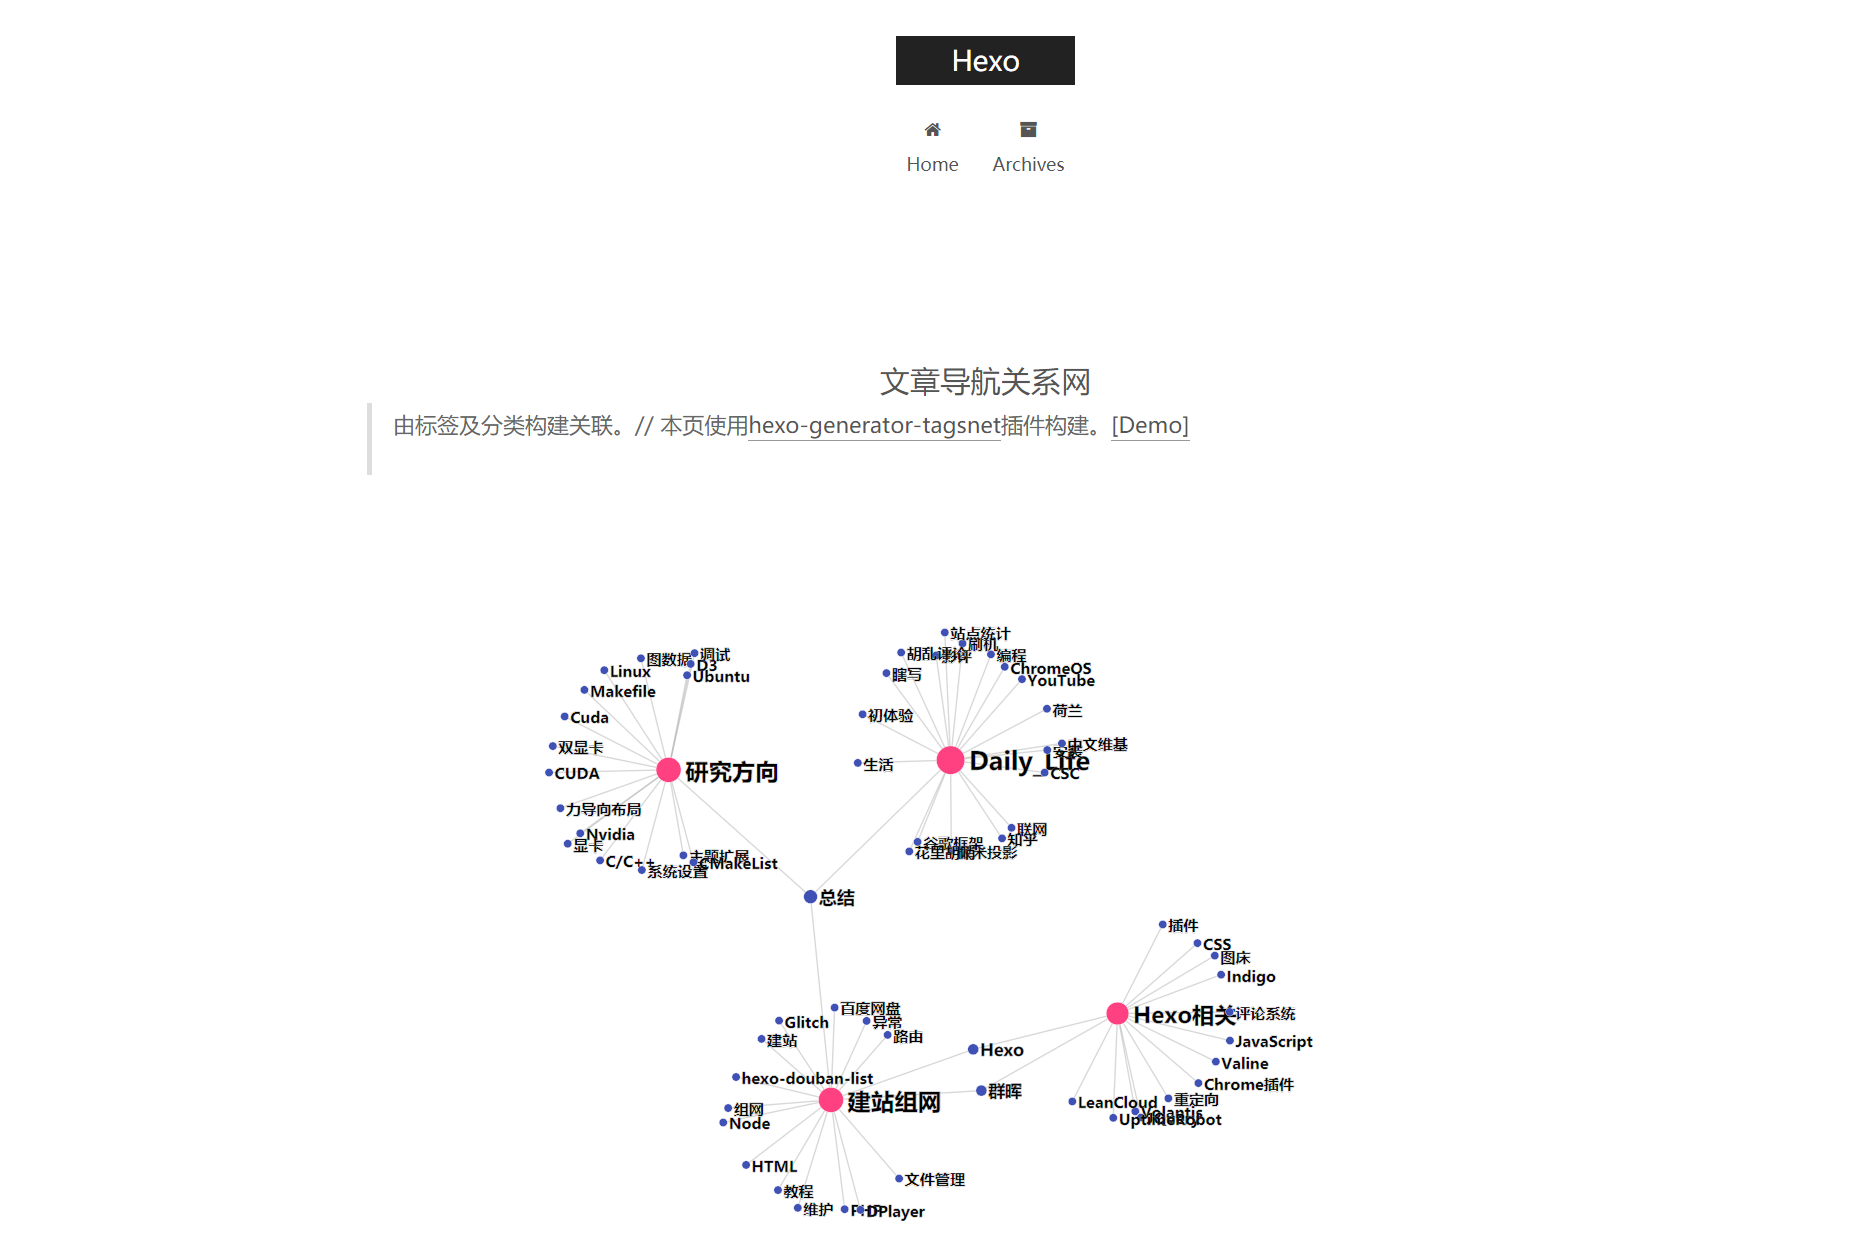 Hexo
Home
Archives
文章导航关系网
由标签及分类构建关联。// 本页使用hexo-generator-tagsnet插件构建。[Demo]
站点统计
刷机
胡乱评论
影评
编程
ChromeOS
YouTube
瞎写
荷兰
初体验
中文维基
安装
Daily_Life
CSC
生活
联网
知乎
谷歌框架
花里胡哨
调试
图数据
D3
Linux
Ubuntu
Makefile
Cuda
双显卡
研究方向
CUDA
力导向布局
Nvidia
显卡
C/C++
主题扩展
CMakeList
系统设置
总结
插件
CSS
图床
Indigo
Hexo相关
评论系统
JavaScript
Valine
Chrome插件
重定向
LeanCloud
Volantis
UptimeRobot
百度网盘
Glitch
异常
建站
路由
Hexo
hexo-douban-list
群晖
建站组网
组网
Node
HTML
文件管理
教程
维护
PHP
DPlayer